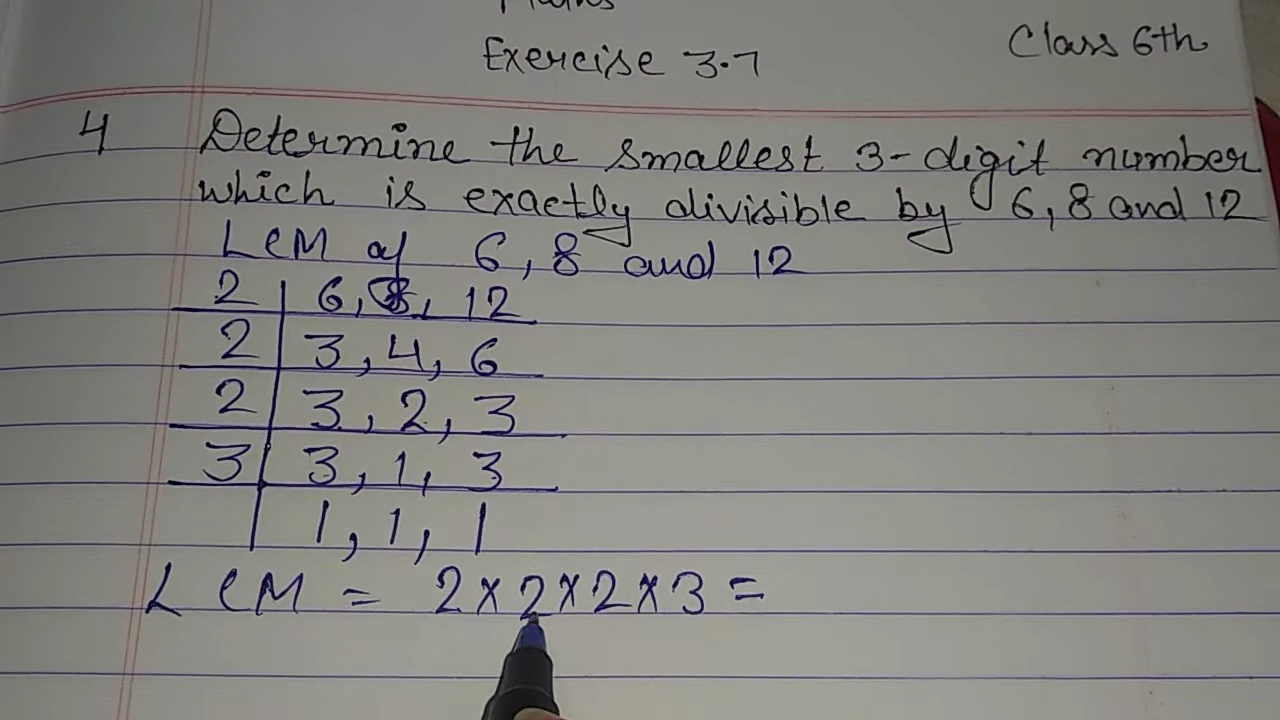 Maths
Exercise 3.7
Class 6th
4 Determine the smallest 3-digit number
which is exactly divisible by 6, 8 and 12
LCM of 6, 8 and 12
2 | 6, 8, 12
2 | 3, 4, 6
2 | 3, 2, 3
3 | 3, 1, 3
| 1, 1, 1
LCM = 2×2×2×3=